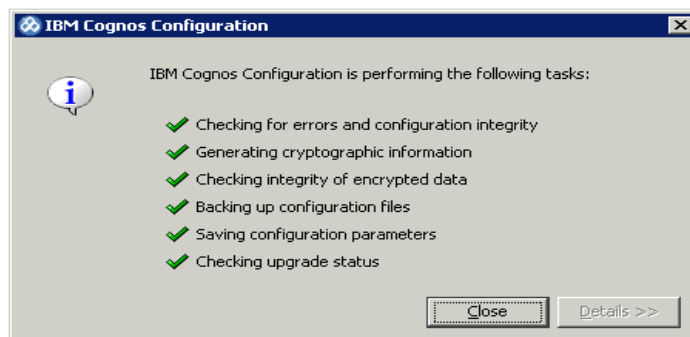 IBM Cognos Configuration
IBM Cognos Configuration is performing the following tasks:
Checking for errors and configuration integrity
Generating cryptographic information
Checking integrity of encrypted data
Backing up configuration files
Saving configuration parameters
Checking upgrade status
Close
Details >>